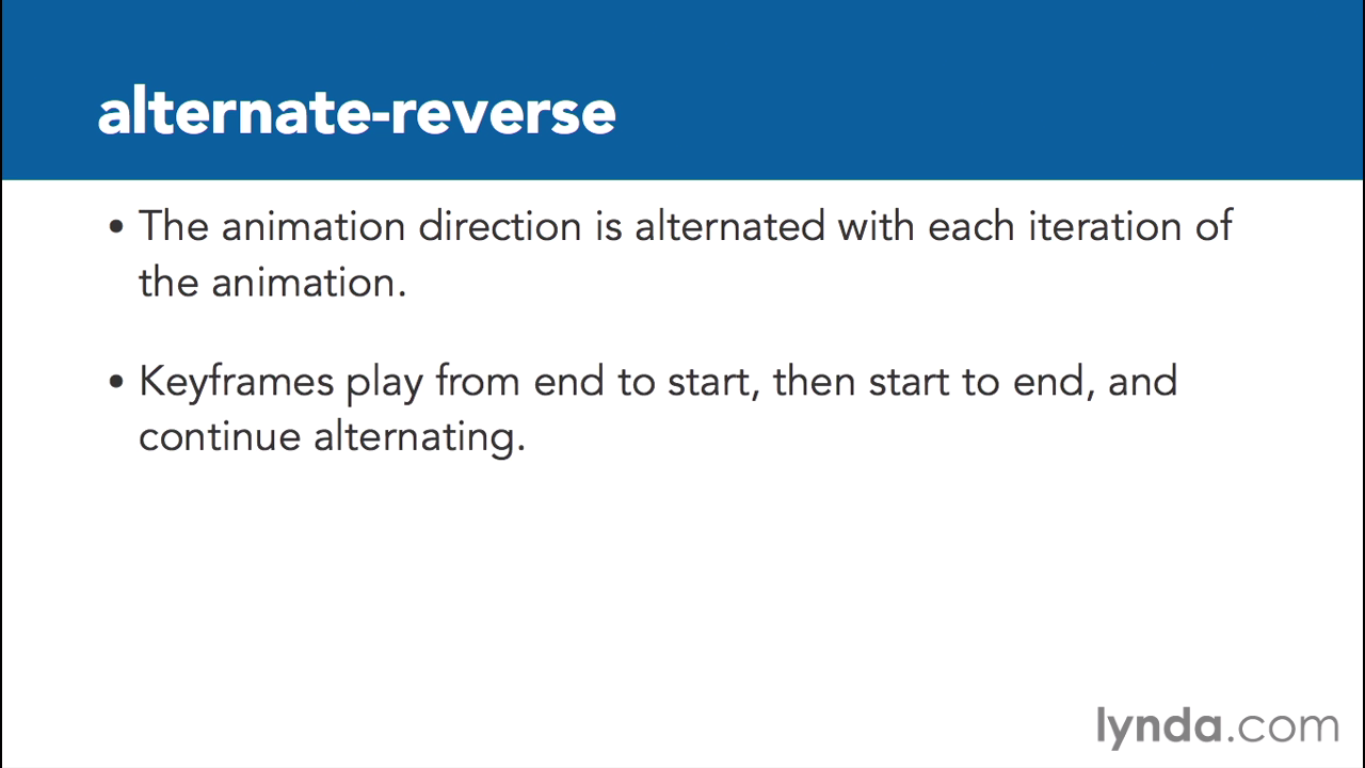 alternate-reverse
• The animation direction is alternated with each iteration of
the animation.
• Keyframes play from end to start, then start to end, and
continue alternating.
lynda.com